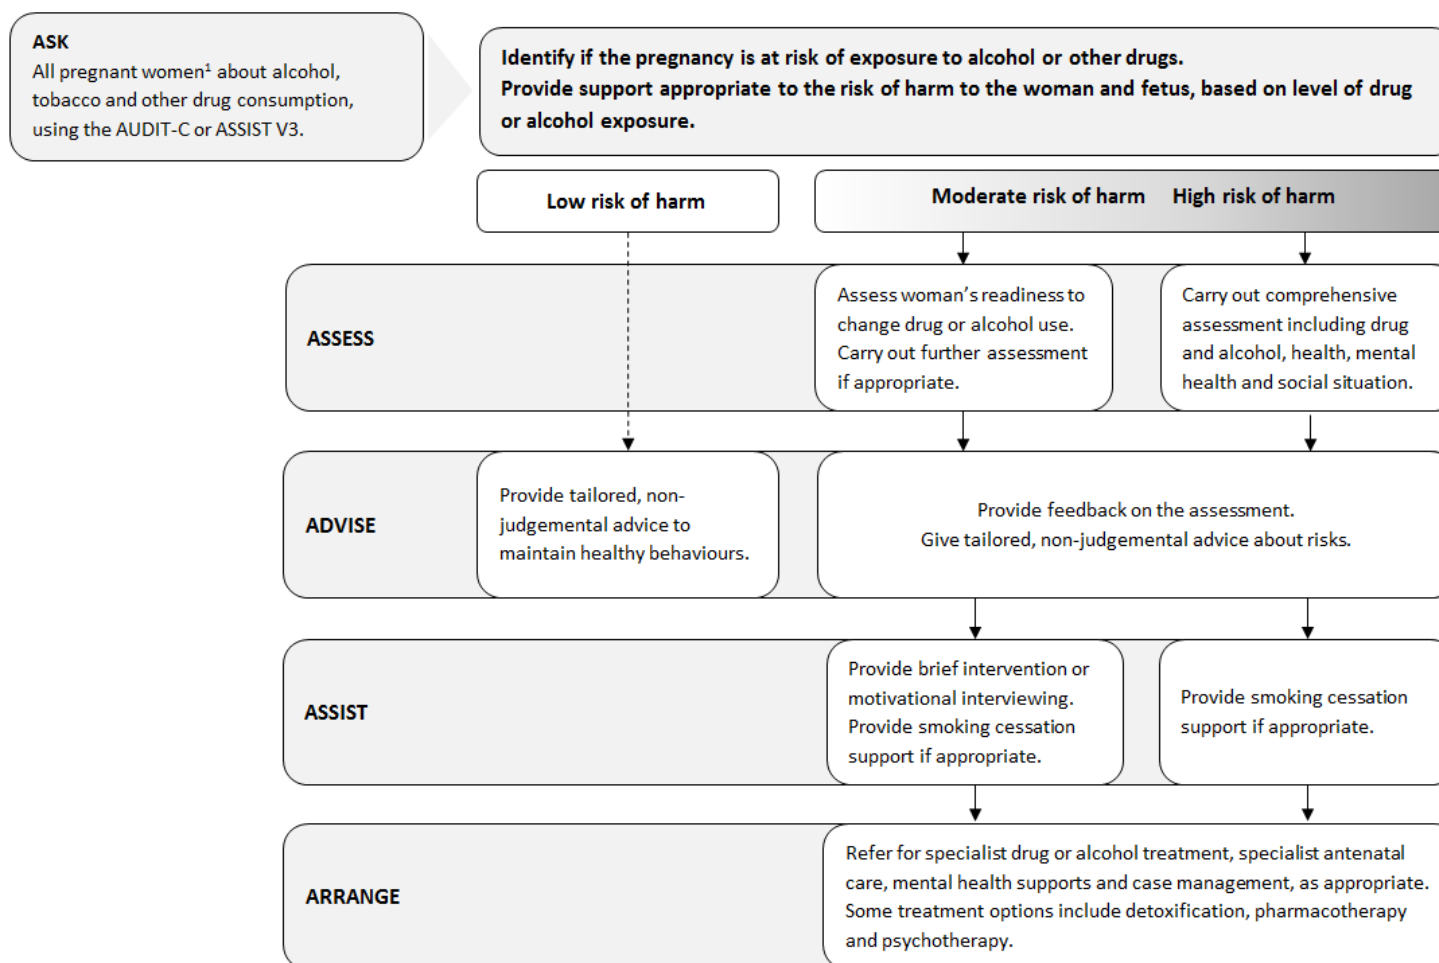 ASK
All pregnant women¹ about alcohol,
tobacco and other drug consumption,
using the AUDIT-C or ASSIST V3.
Identify if the pregnancy is at risk of exposure to alcohol or other drugs.
Provide support appropriate to the risk of harm to the woman and fetus, based on level of drug
or alcohol exposure.
Low risk of harm
Moderate risk of harm
High risk of harm
ASSESS
Assess woman’s readiness to
change drug or alcohol use.
Carry out further assessment
if appropriate.
Carry out comprehensive
assessment including drug
and alcohol, health, mental
health and social situation.
ADVISE
Provide tailored, non-
judgemental advice to
maintain healthy behaviours.
Provide feedback on the assessment.
Give tailored, non-judgemental advice about risks.
ASSIST
Provide brief intervention or
motivational interviewing.
Provide smoking cessation
support if appropriate.
Provide smoking cessation
support if appropriate.
ARRANGE
Refer for specialist drug or alcohol treatment, specialist antenatal
care, mental health supports and case management, as appropriate.
Some treatment options include detoxification, pharmacotherapy
and psychotherapy.